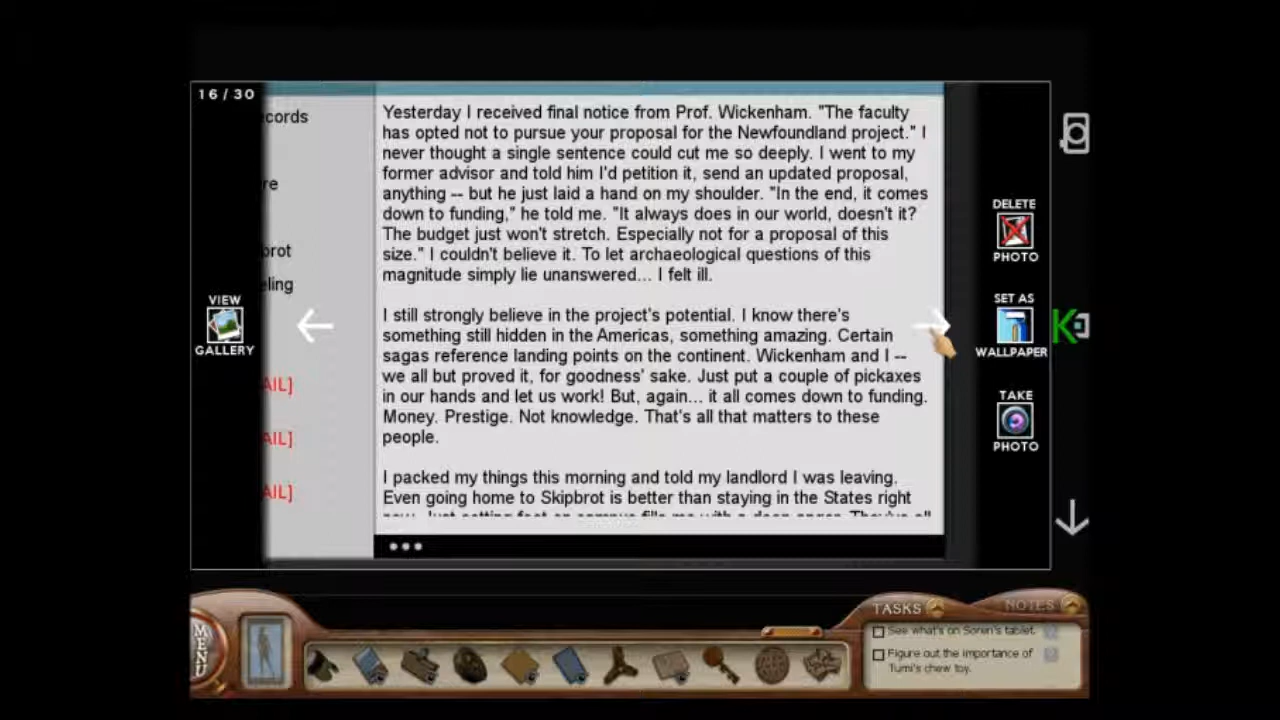 16 / 30
cords
re
brot
eling
AIL]
AIL]
AIL]
VIEW
GALLERY
Yesterday I received final notice from Prof. Wickenham. "The faculty
has opted not to pursue your proposal for the Newfoundland project." I
never thought a single sentence could cut me so deeply. I went to my
former advisor and told him I'd petition it, send an updated proposal,
anything -- but he just laid a hand on my shoulder. "In the end, it comes
down to funding," he told me. "It always does in our world, doesn't it?
The budget just won't stretch. Especially not for a proposal of this
size." I couldn't believe it. To let archaeological questions of this
magnitude simply lie unanswered... I felt ill.
I still strongly believe in the project's potential. I know there's
something still hidden in the Americas, something amazing. Certain
sagas reference landing points on the continent. Wickenham and I --
we all but proved it, for goodness' sake. Just put a couple of pickaxes
in our hands and let us work! But, again... it all comes down to funding.
Money. Prestige. Not knowledge. That's all that matters to these
people.
I packed my things this morning and told my landlord I was leaving.
Even going home to Skipbrot is better than staying in the States right
DELETE
PHOTO
SET AS
WALLPAPER
TAKE
PHOTO
MENU
TASKS
NOTES
See what's on Soren's tablet.
Figure out the importance of
Tumi's chew toy.